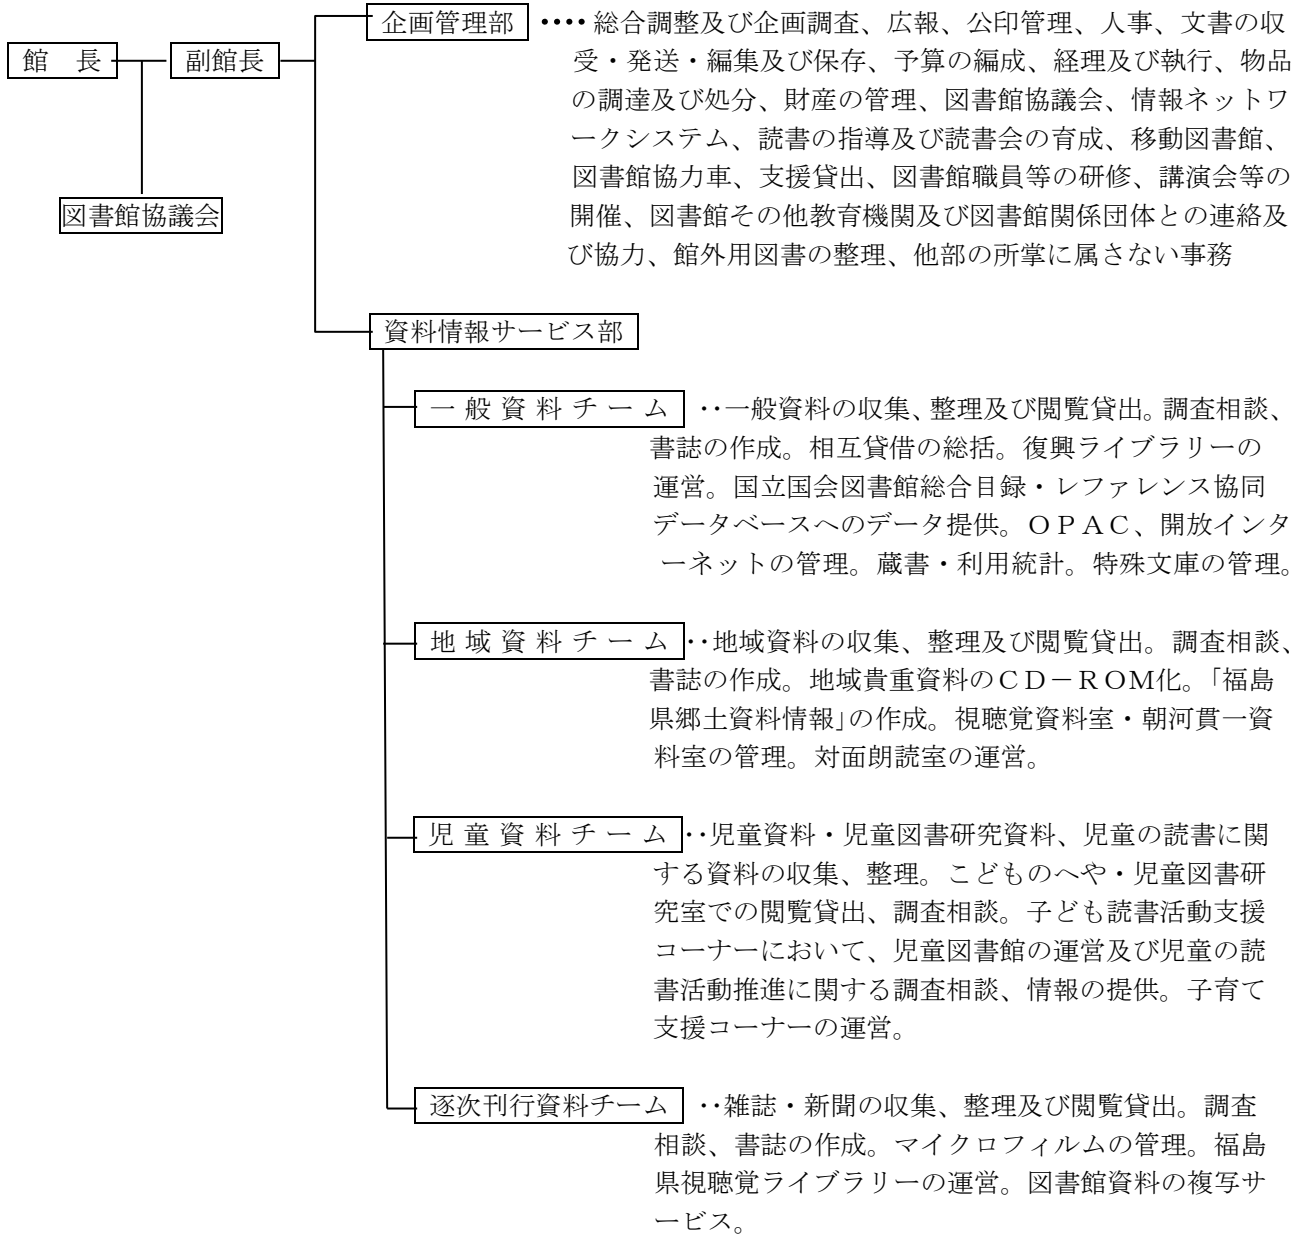 企画管理部 ････ 総合調整及び企画調査、広報、公印管理、人事、文書の収
館　長 副館長 受・発送・編集及び保存、予算の編成、経理及び執行、物品
の調達及び処分、財産の管理、図書館協議会、情報ネットワ
ークシステム、読書の指導及び読書会の育成、移動図書館、
図書館協力車、支援貸出、図書館職員等の研修、講演会等の
図書館協議会 開催、図書館その他教育機関及び図書館関係団体との連絡及
び協力、館外用図書の整理、他部の所掌に属さない事務
資料情報サービス部
一般資料チーム ‥一般資料の収集、整理及び閲覧貸出。調査相談、
書誌の作成。相互貸借の総括。復興ライブラリーの
運営。国立国会図書館総合目録・レファレンス協同
データベースへのデータ提供。ＯＰＡＣ、開放インタ
ーネットの管理。蔵書・利用統計。特殊文庫の管理。
地域資料チーム ‥地域資料の収集、整理及び閲覧貸出。調査相談、
書誌の作成。地域貴重資料のＣＤ－ＲＯＭ化。「福島
県郷土資料情報」の作成。視聴覚資料室・朝河貫一資
料室の管理。対面朗読室の運営。
児童資料チーム ‥児童資料・児童図書研究資料、児童の読書に関
する資料の収集、整理。こどものへや・児童図書研
究室での閲覧貸出、調査相談。子ども読書活動支援
コーナーにおいて、児童図書館の運営及び児童の読
書活動推進に関する調査相談、情報の提供。子育て
支援コーナーの運営。
逐次刊行資料チーム ‥雑誌・新聞の収集、整理及び閲覧貸出。調査
相談、書誌の作成。マイクロフィルムの管理。福島
県視聴覚ライブラリーの運営。図書館資料の複写サ
ービス。